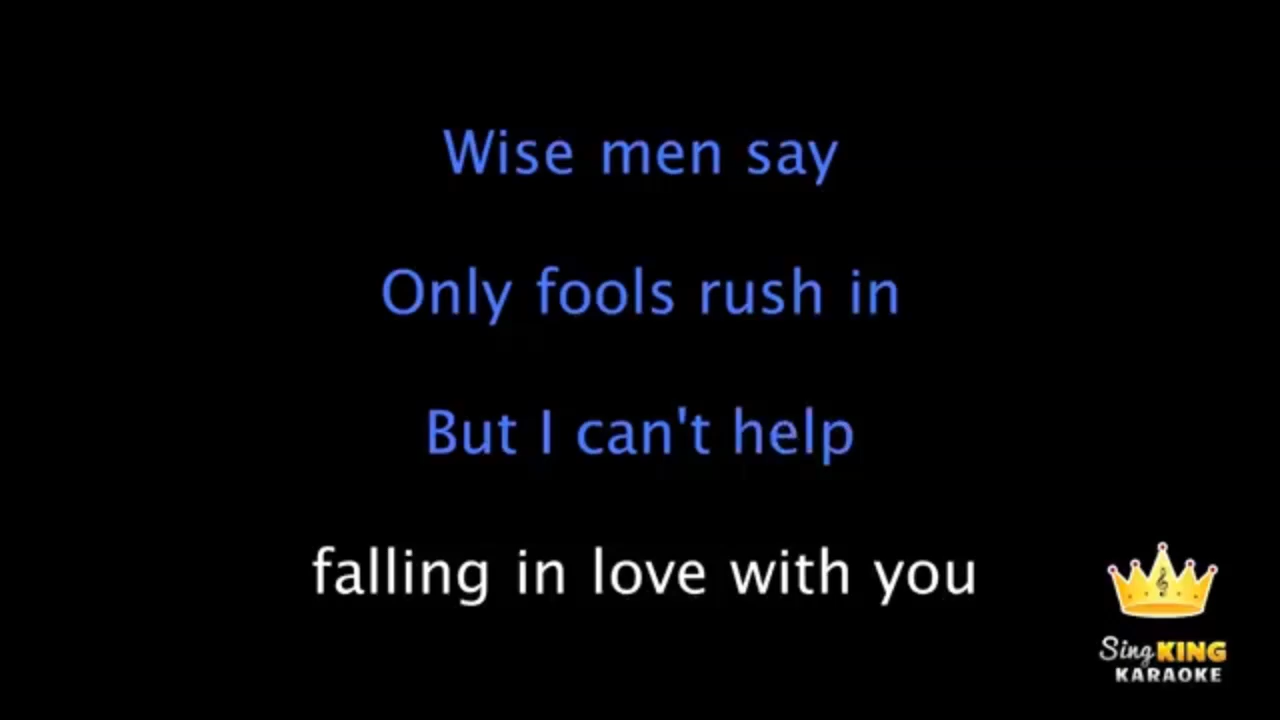 Wise men say
Only fools rush in
But I can't help
falling in love with you
Sing KING
KARAOKE